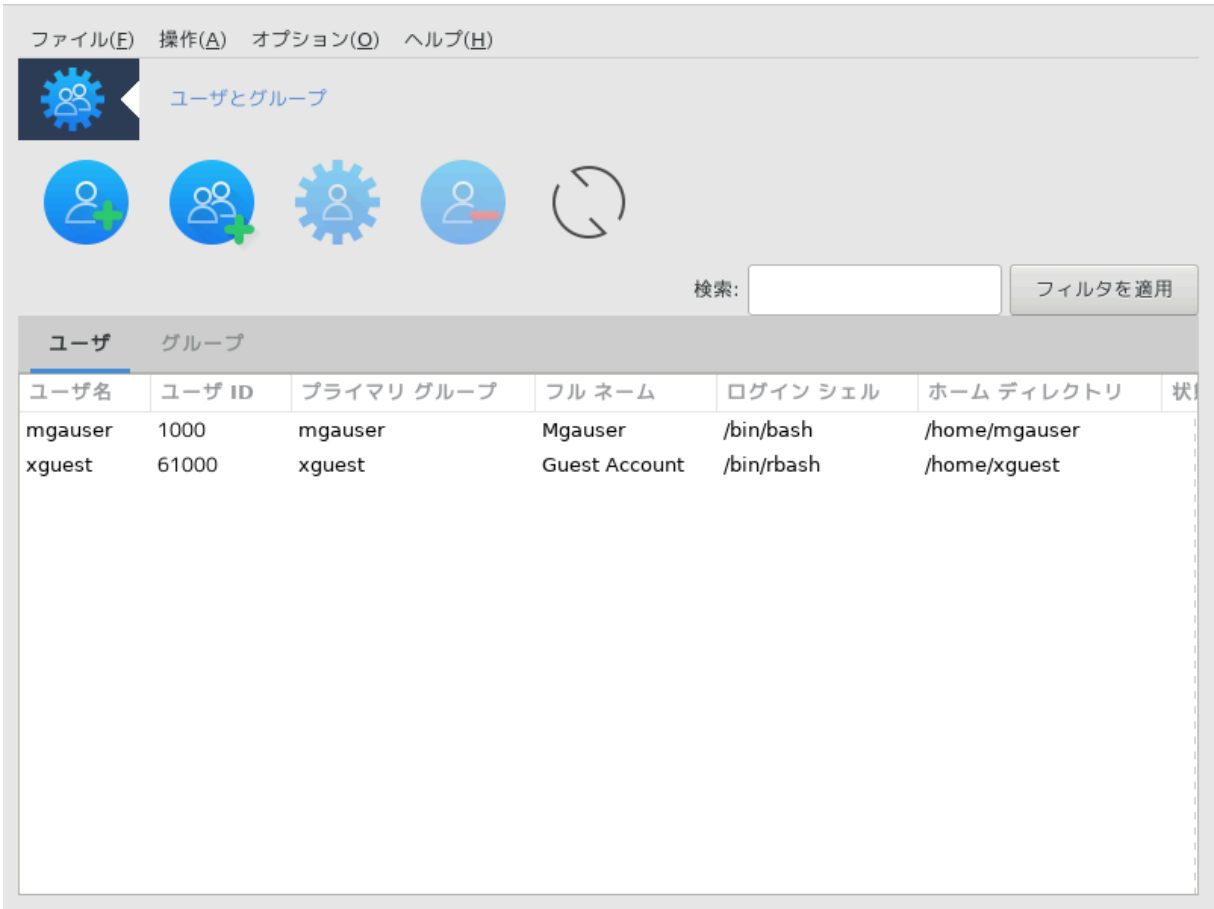 ファイル(F) 操作(A) オプション(O) ヘルプ(H)
ユーザとグループ
検索: フィルタを適用
ユーザ グループ
ユーザ名 ユーザ ID プライマリ グループ フル ネーム ログイン シェル ホーム ディレクトリ 状
mgauser 1000 mgauser Mgauser /bin/bash /home/mgauser
xguest 61000 xguest Guest Account /bin/rbash /home/xguest